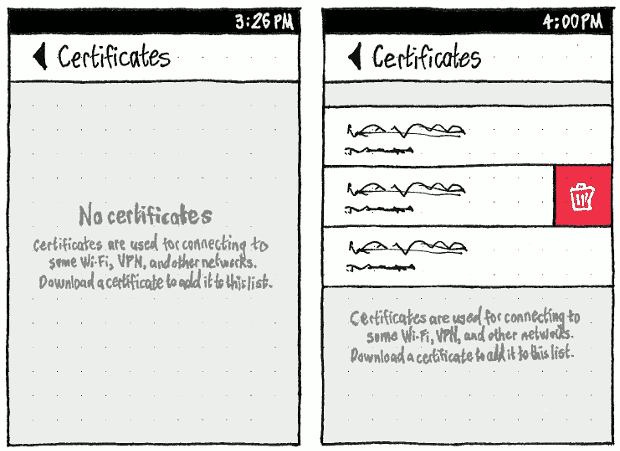 3:26 PM
Certificates
No certificates
Certificates are used for connecting to
some Wi-Fi, VPN, and other networks.
Download a certificate to add it to this list.
4:00 PM
Certificates
Certificates are used for connecting to
some Wi-Fi, VPN, and other networks.
Download a certificate to add it to this list.